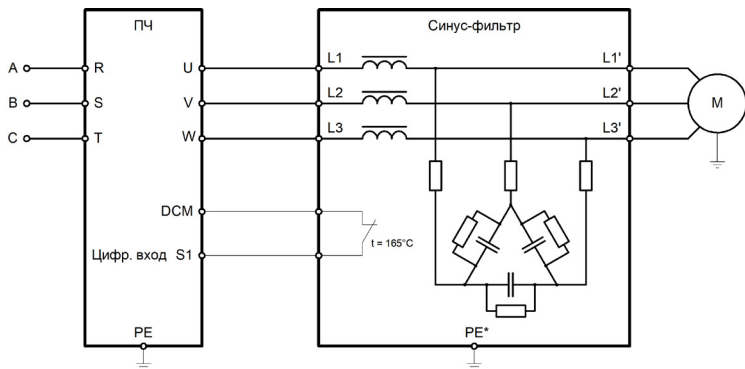 ПЧ
Синус-фильтр
A
R
U
L1
L1'
B
S
V
L2
L2'
M
C
T
W
L3
L3'
DCM
t = 165°C
Цифр. вход S1
PE
PE*